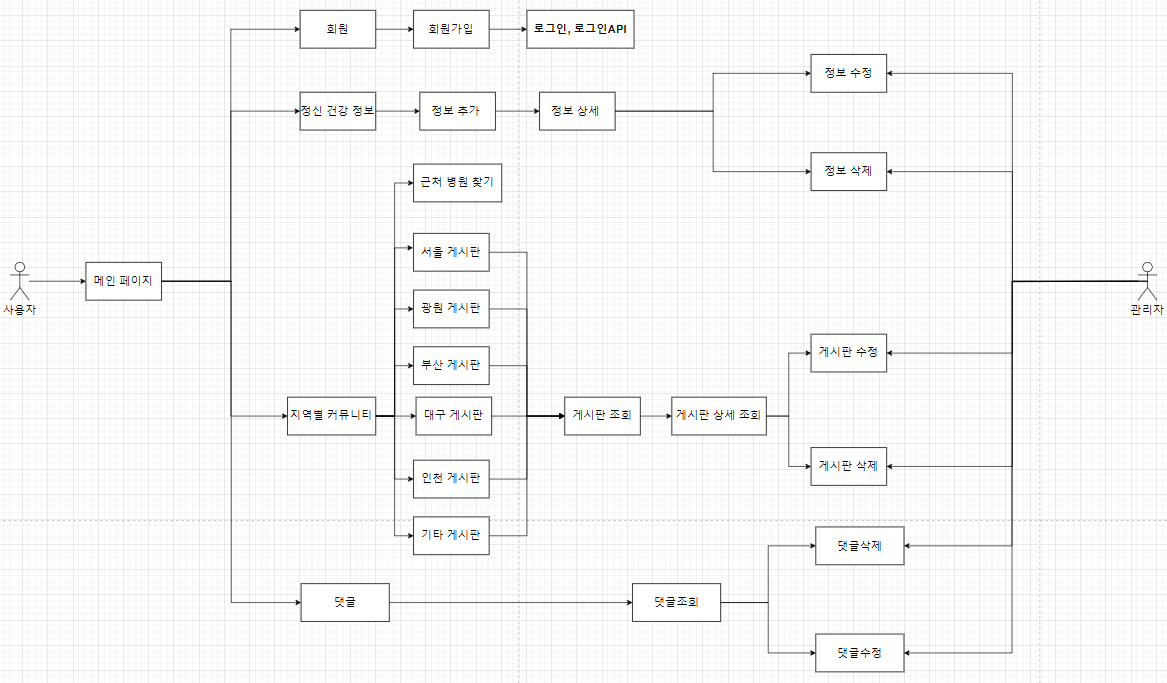 회원
회원가입
로그인, 로그인API
정보 수정
정신 건강 정보
정보 추가
정보 상세
정보 삭제
근처 병원 찾기
서울 게시판
메인 페이지
사용자
관리자
광원 게시판
부산 게시판
게시판 수정
지역별 커뮤니티
대구 게시판
게시판 조회
게시판 상세 조회
인천 게시판
게시판 삭제
기타 게시판
댓글삭제
댓글
댓글조회
댓글수정